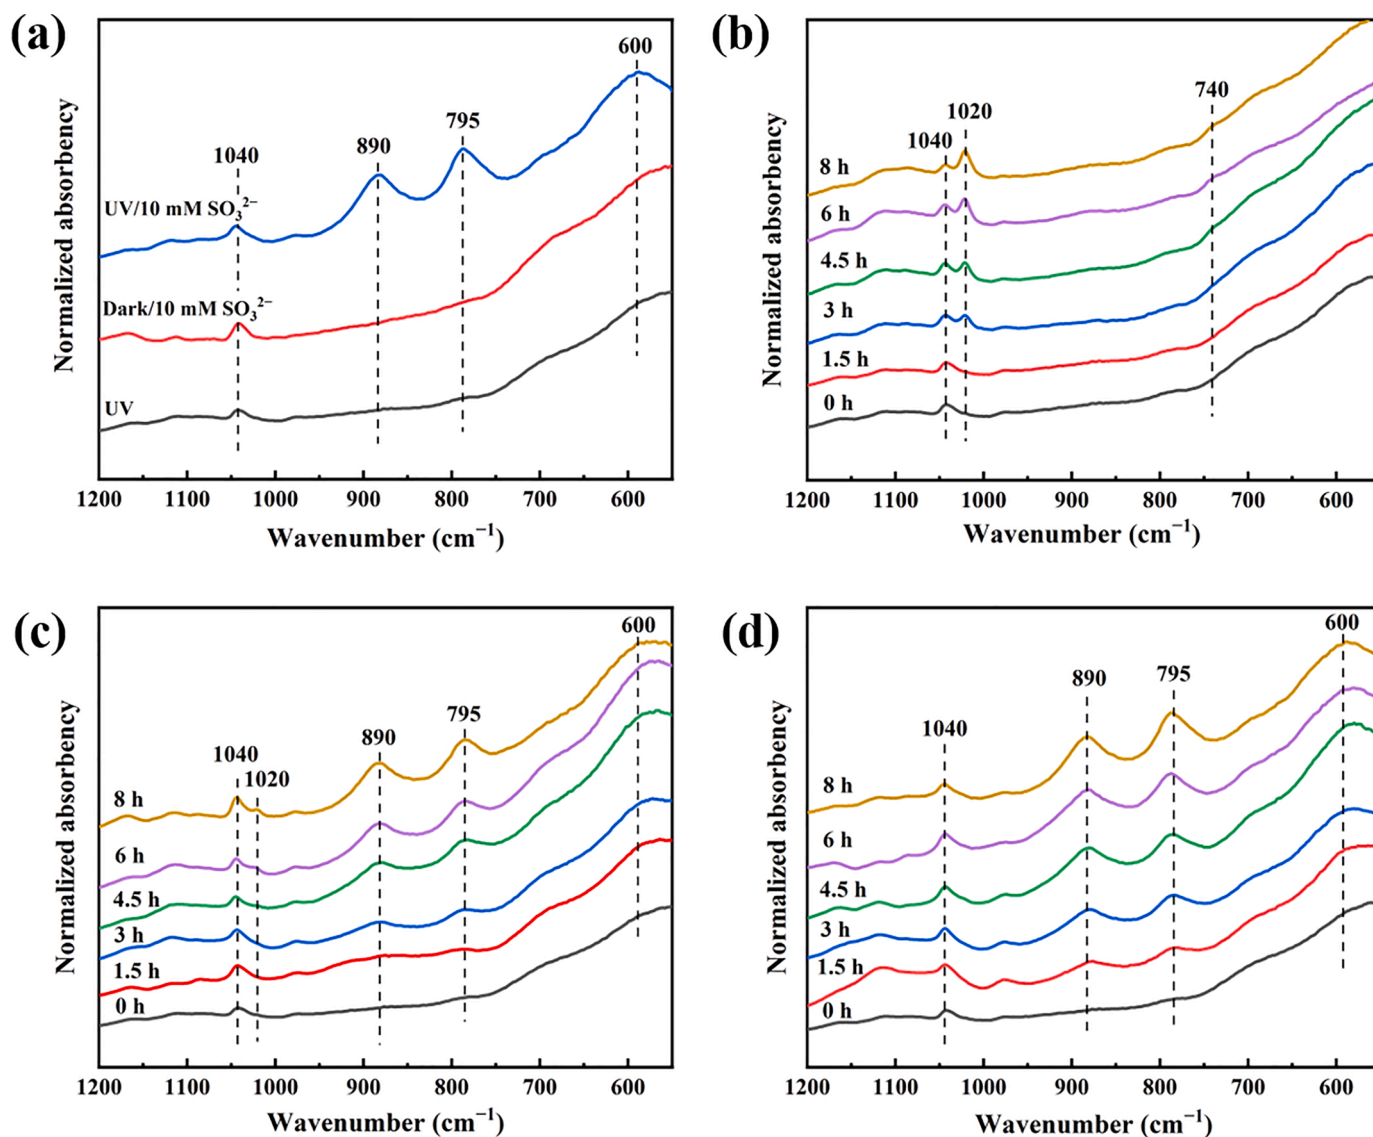 (a)
600
890
795
1040
UV/10 mM SO₃²⁻
Dark/10 mM SO₃²⁻
UV
Normalized absorbency
1200 1100 1000 900 800 700 600
Wavenumber (cm⁻¹)
(b)
740
1020
1040
8 h
6 h
4.5 h
3 h
1.5 h
0 h
Normalized absorbency
1200 1100 1000 900 800 700 600
Wavenumber (cm⁻¹)
(c)
600
795
890
1040
1020
8 h
6 h
4.5 h
3 h
1.5 h
0 h
Normalized absorbency
1200 1100 1000 900 800 700 600
Wavenumber (cm⁻¹)
(d)
600
795
890
1040
8 h
6 h
4.5 h
3 h
1.5 h
0 h
Normalized absorbency
1200 1100 1000 900 800 700 600
Wavenumber (cm⁻¹)